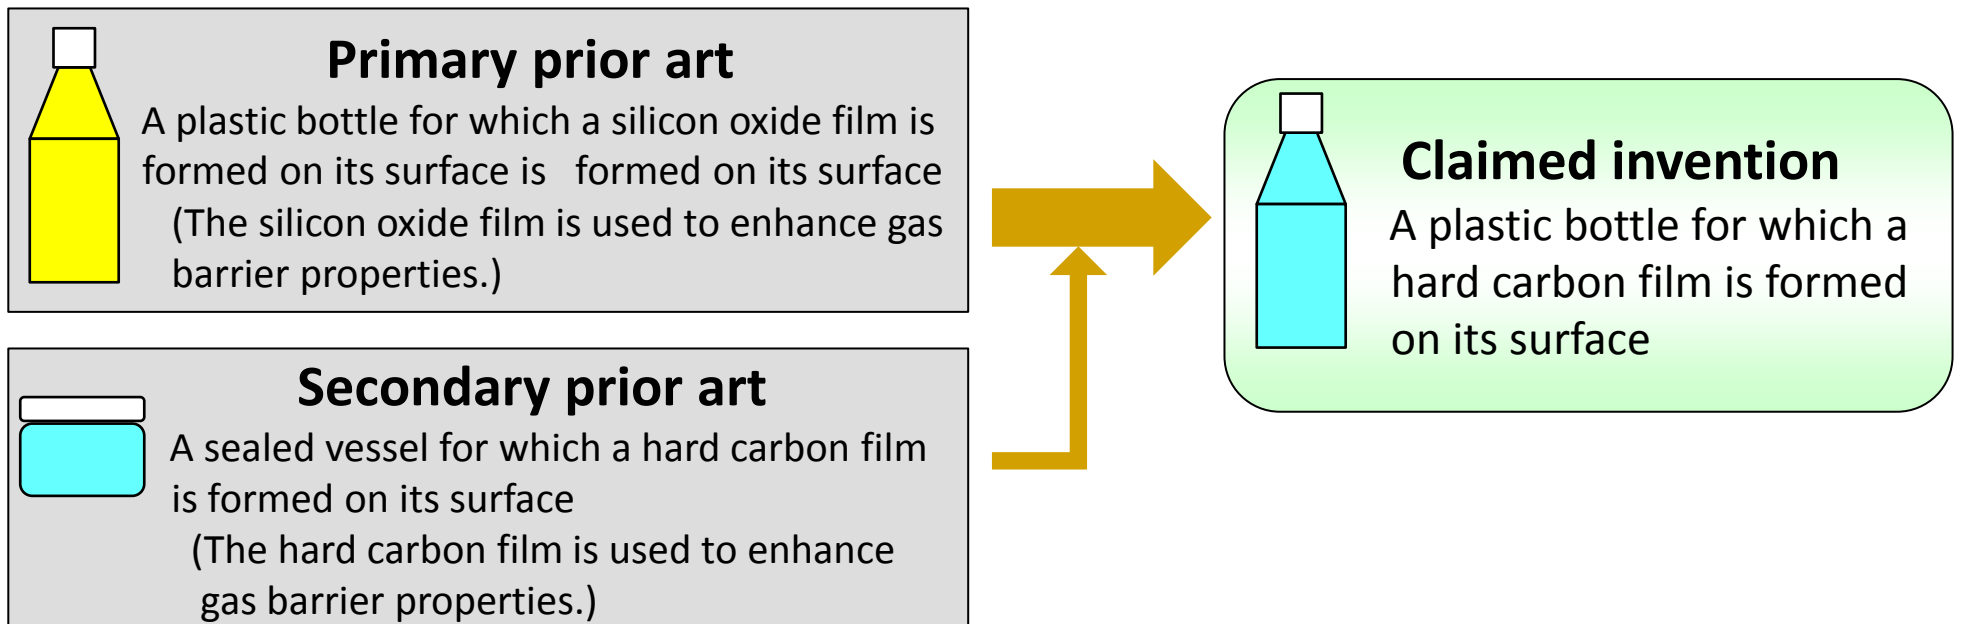 Primary prior art
A plastic bottle for which a silicon oxide film is
formed on its surface is formed on its surface
(The silicon oxide film is used to enhance gas
barrier properties.)
Secondary prior art
A sealed vessel for which a hard carbon film
is formed on its surface
(The hard carbon film is used to enhance
gas barrier properties.)
Claimed invention
A plastic bottle for which a
hard carbon film is formed
on its surface